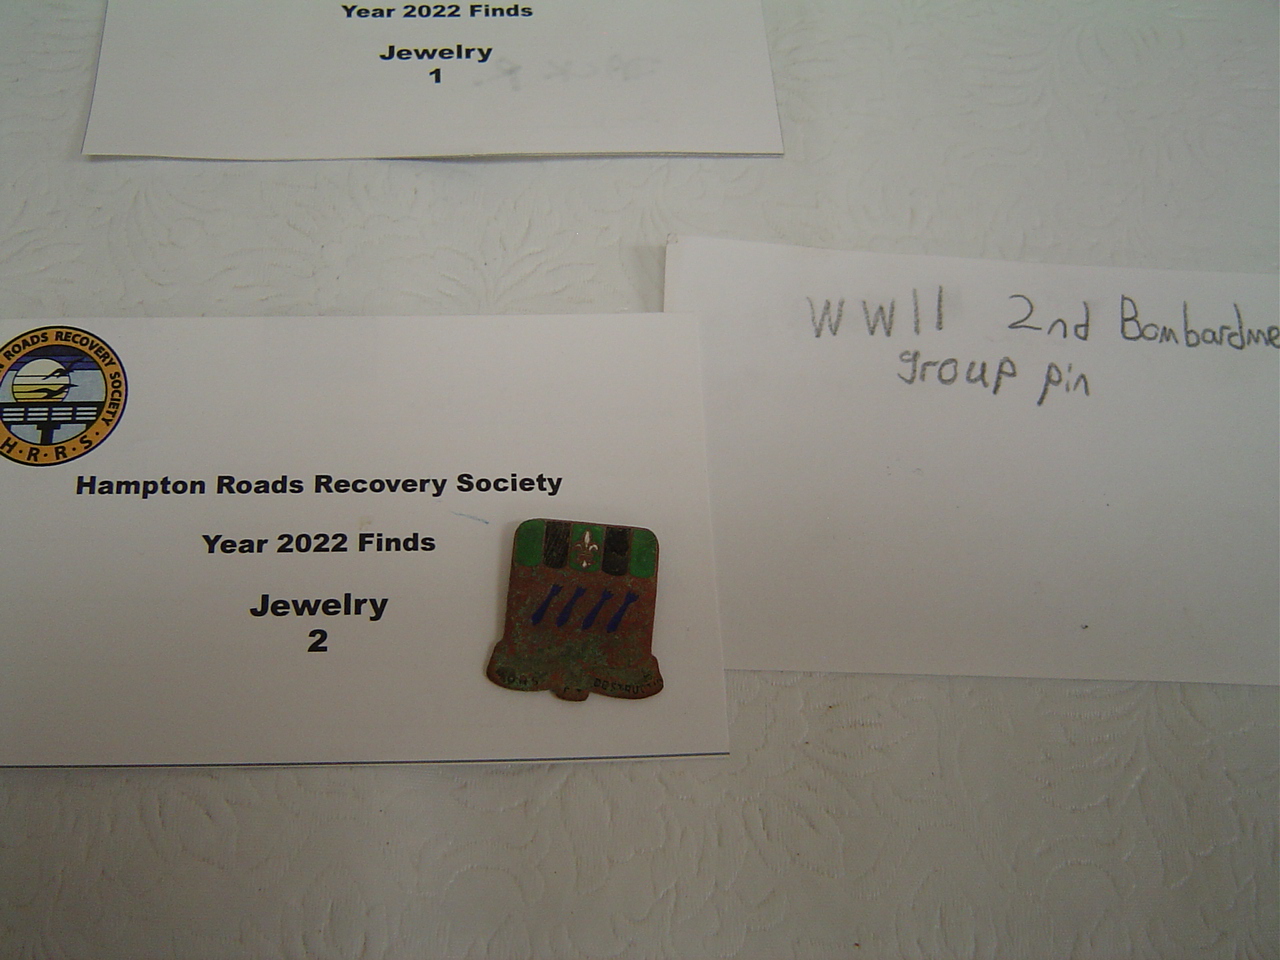 Year 2022 Finds
Jewelry
1
WWII 2nd Bombardme
group pin
ROADS RECOVERY SOCIETY
H·R·R·S·
Hampton Roads Recovery Society
Year 2022 Finds
Jewelry
2